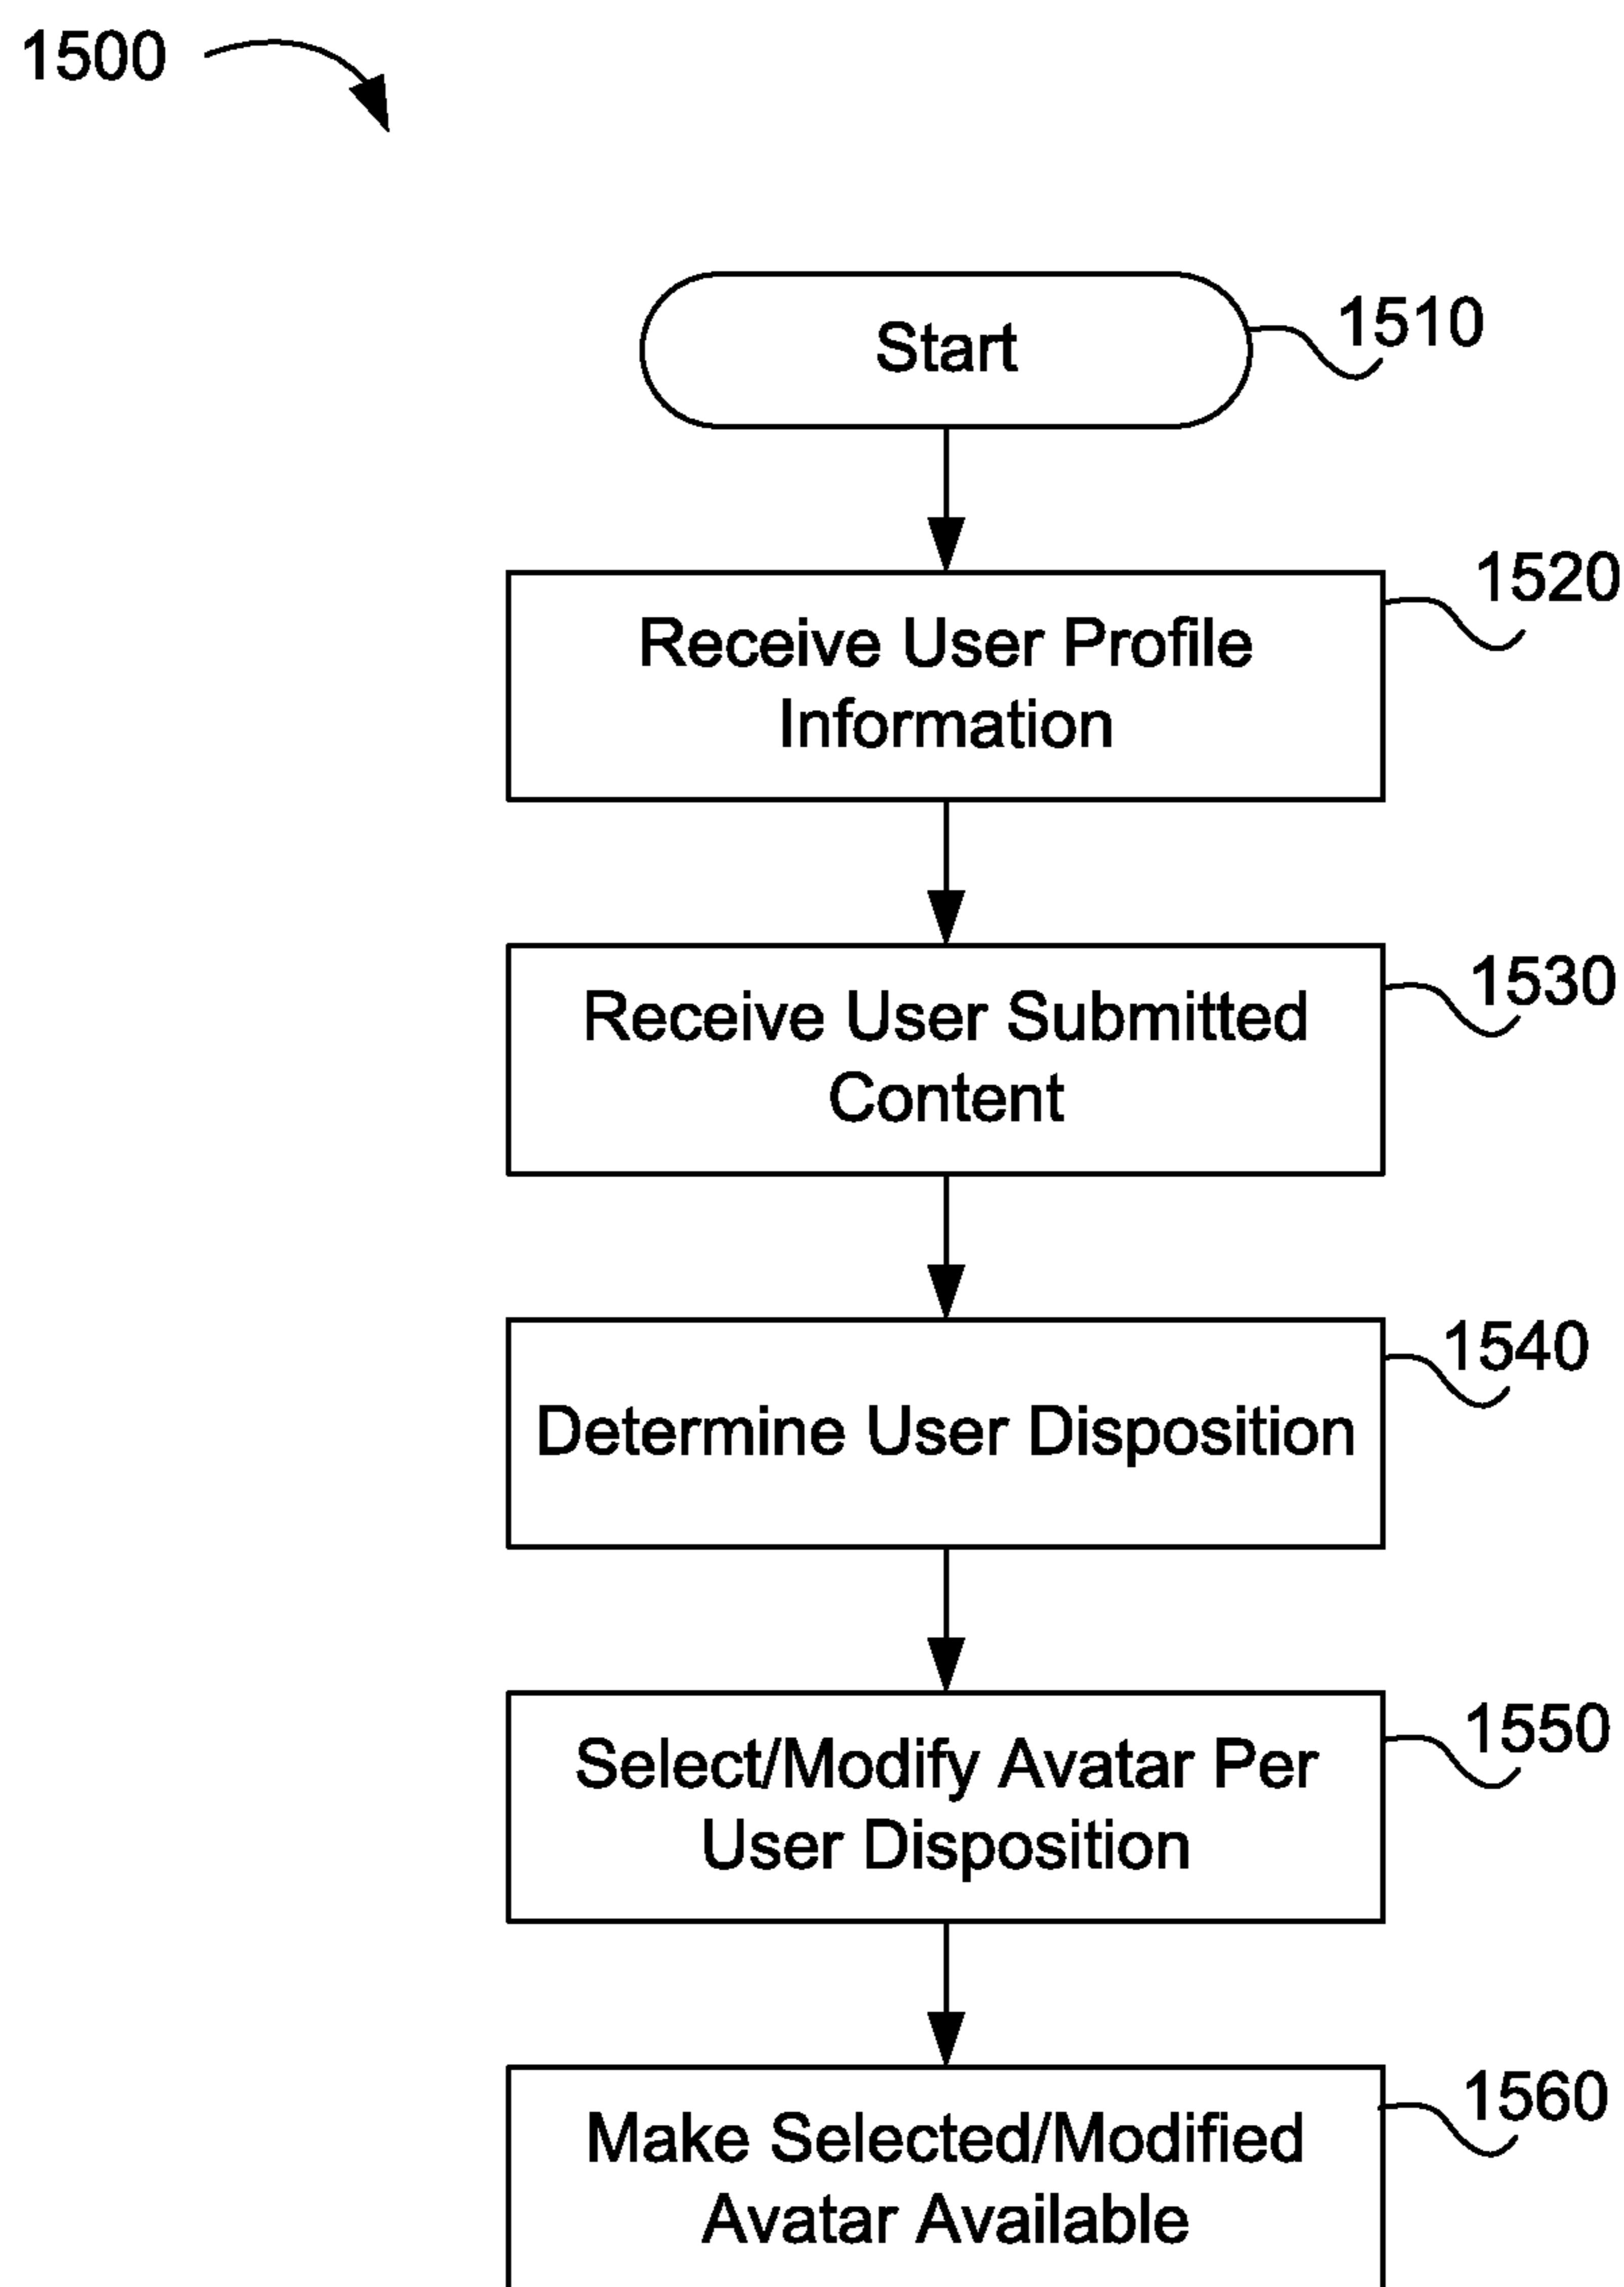 1500
Start
1510
Receive User Profile
Information
1520
Receive User Submitted
Content
1530
Determine User Disposition
1540
Select/Modify Avatar Per
User Disposition
1550
Make Selected/Modified
Avatar Available
1560